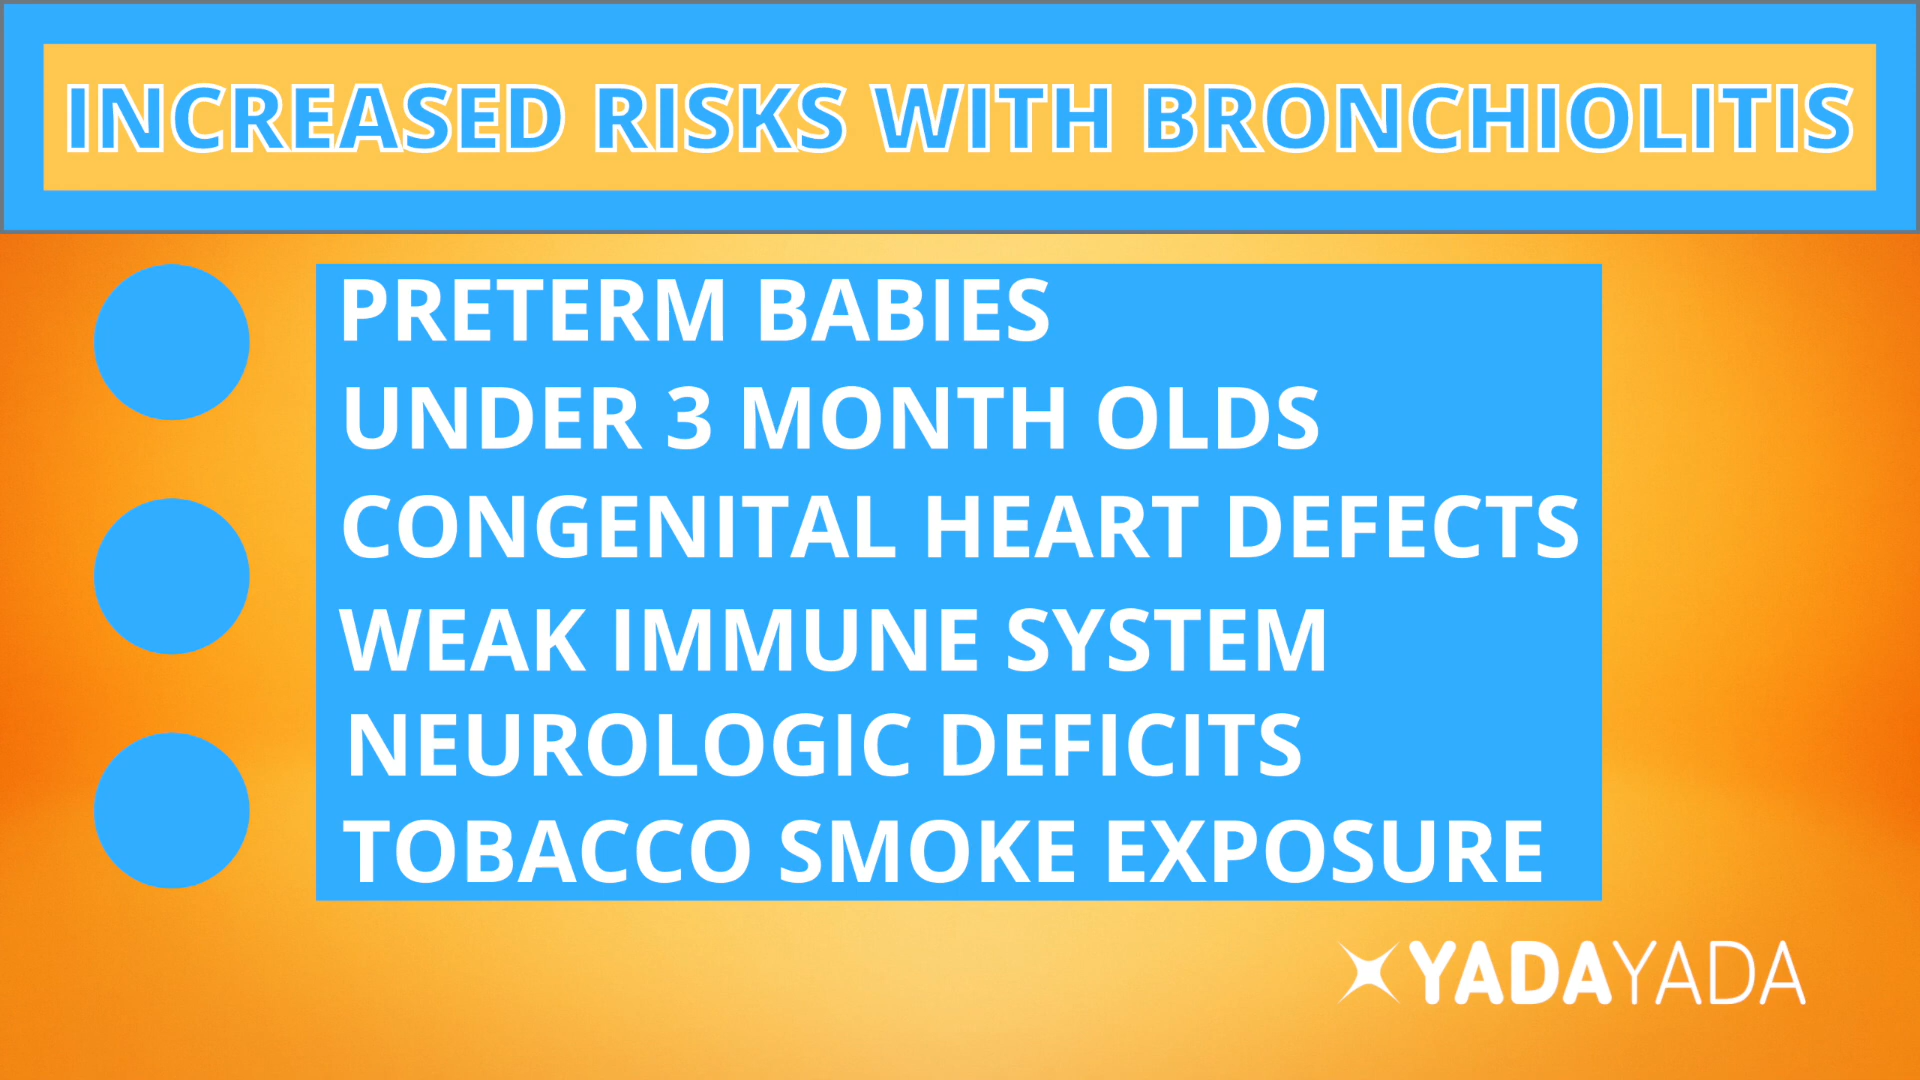 INCREASED RISKS WITH BRONCHIOLITIS
PRETERM BABIES
UNDER 3 MONTH OLDS
CONGENITAL HEART DEFECTS
WEAK IMMUNE SYSTEM
NEUROLOGIC DEFICITS
TOBACCO SMOKE EXPOSURE
YADAYADA